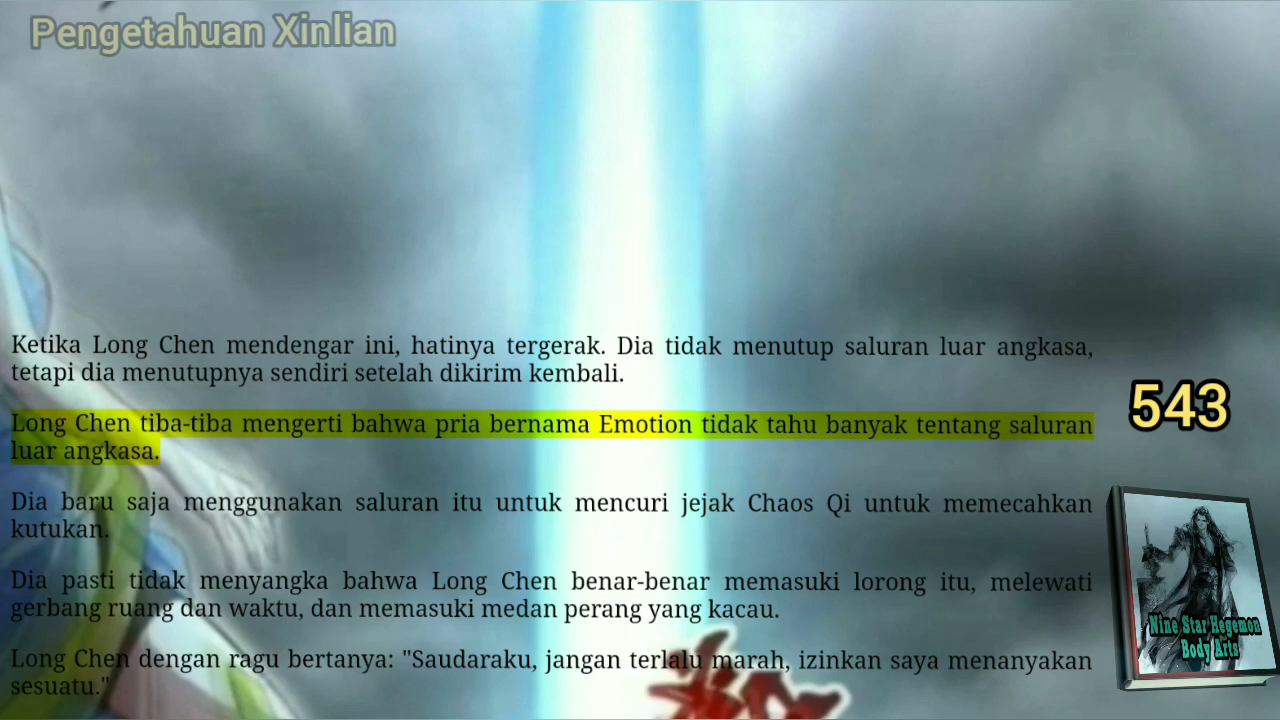 Pengetahuan Xinlian
Ketika Long Chen mendengar ini, hatinya tergerak. Dia tidak menutup saluran luar angkasa,
tetapi dia menutupnya sendiri setelah dikirim kembali.
Long Chen tiba-tiba mengerti bahwa pria bernama Emotion tidak tahu banyak tentang saluran
luar angkasa.
Dia baru saja menggunakan saluran itu untuk mencuri jejak Chaos Qi untuk memecahkan
kutukan.
Dia pasti tidak menyangka bahwa Long Chen benar-benar memasuki lorong itu, melewati
gerbang ruang dan waktu, dan memasuki medan perang yang kacau.
Long Chen dengan ragu bertanya: "Saudaraku, jangan terlalu marah, izinkan saya menanyakan
sesuatu."
543
Nine Star Hegemon
Body Arts